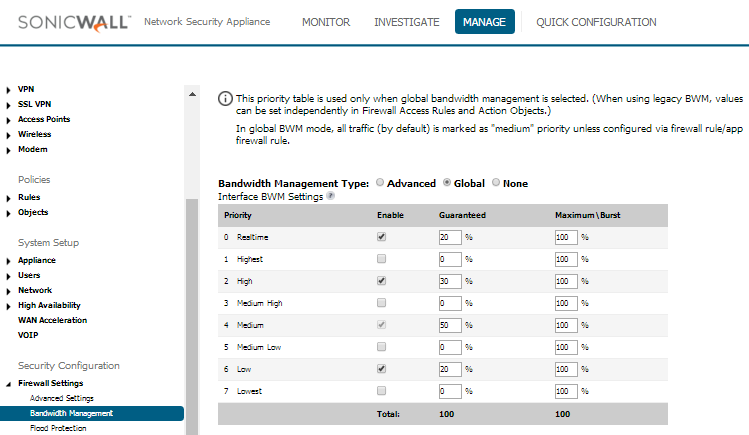 SONICWALL Network Security Appliance MONITOR INVESTIGATE MANAGE QUICK CONFIGURATION
VPN
SSL VPN
Access Points
Wireless
Modem
Policies
Rules
Objects
System Setup
Appliance
Users
Network
High Availability
WAN Acceleration
VOIP
Security Configuration
Firewall Settings
Advanced Settings
Bandwidth Management
Flood Protection
This priority table is used only when global bandwidth management is selected. (When using legacy BWM, values
can be set independently in Firewall Access Rules and Action Objects.)
In global BWM mode, all traffic (by default) is marked as "medium" priority unless configured via firewall rule/app
firewall rule.
Bandwidth Management Type: Advanced Global None
Interface BWM Settings
Priority Enable Guaranteed Maximum\Burst
0 Realtime 20 % 100 %
1 Highest 0 % 100 %
2 High 30 % 100 %
3 Medium High 0 % 100 %
4 Medium 50 % 100 %
5 Medium Low 0 % 100 %
6 Low 20 % 100 %
7 Lowest 0 % 100 %
Total: 100 100